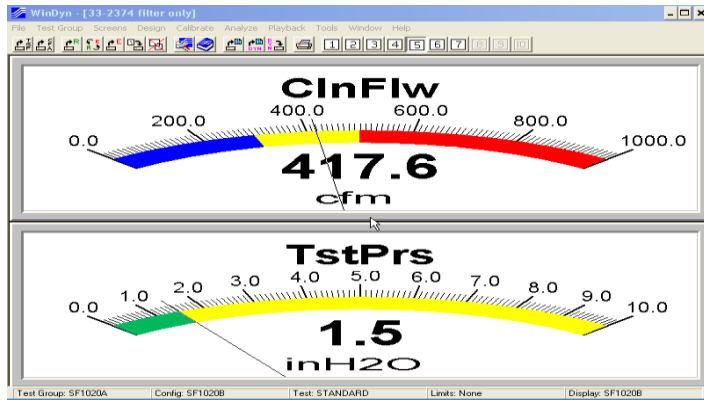 WinDyn - [33-2374 filter only]
File Test Group Screens Design Calibrate Analyze Playback Tools Window Help
1 2 3 4 5 6 7 8 9 10
ClnFlw
0.0 200.0 400.0 600.0 800.0 1000.0
417.6
cfm
TstPrs
0.0 1.0 2.0 3.0 4.0 5.0 6.0 7.0 8.0 9.0 10.0
1.5
inH2O
Test Group: SF1020A Config: SF1020B Test: STANDARD Limits: None Display: SF1020B